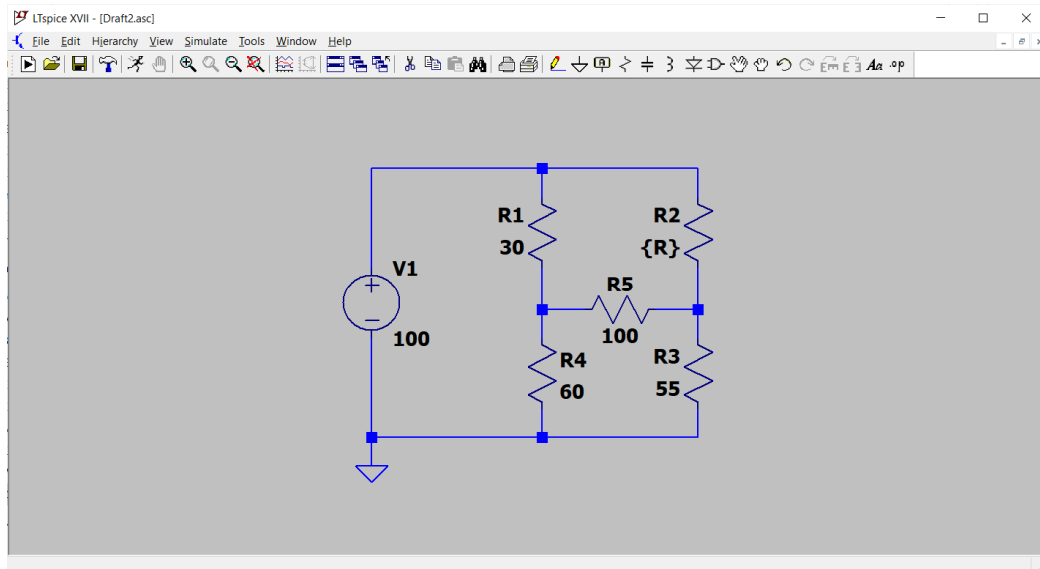 LTspice XVII - [Draft2.asc]
File Edit Hierarchy View Simulate Tools Window Help
Aa .op
R1
30
R2
{R}
V1
100
R5
100
R4
60
R3
55